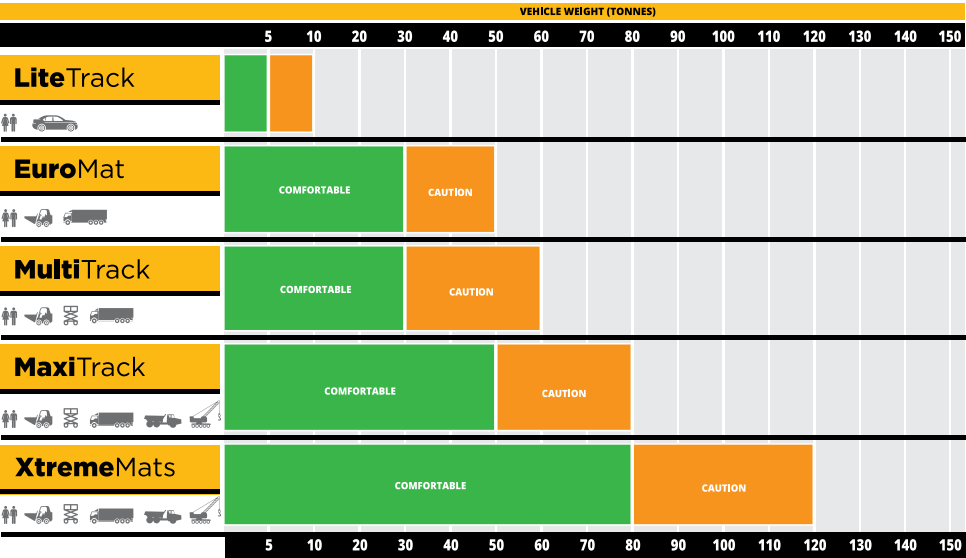 VEHICLE WEIGHT (TONNES)
5 10 20 30 40 50 60 70 80 90 100 110 120 130 140 150
LiteTrack
EuroMat
COMFORTABLE CAUTION
MultiTrack
COMFORTABLE CAUTION
MaxiTrack
COMFORTABLE CAUTION
XtremeMats
COMFORTABLE CAUTION
5 10 20 30 40 50 60 70 80 90 100 110 120 130 140 150